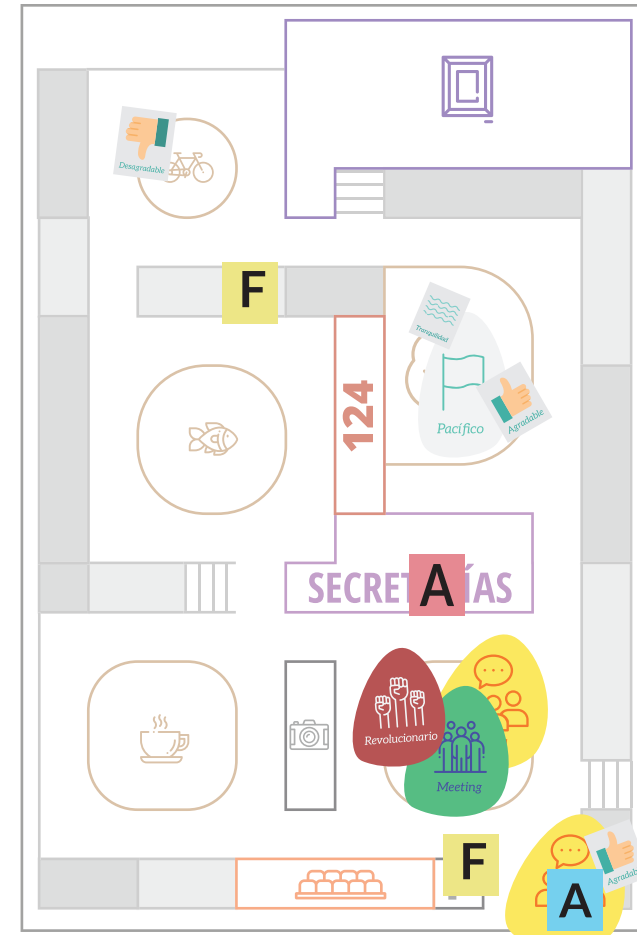 Desagradable
F
Tranquilidad
124
Pacífico
Agradable
SECRET
A
ÍAS
Revolucionario
Meeting
F
Agradable
A